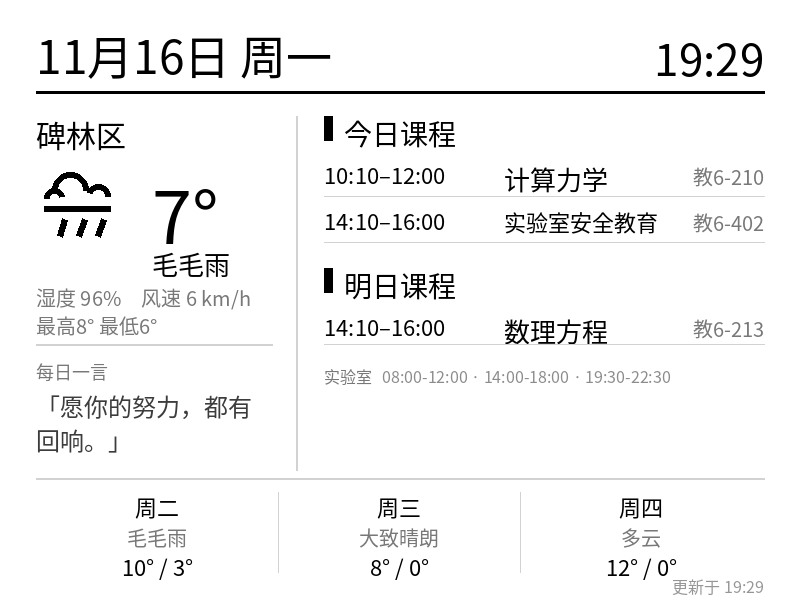 11月16日 周一
19:29
碑林区
7°
毛毛雨
湿度 96% 风速 6 km/h
最高8° 最低6°
每日一言
「愿你的努力，都有
回响。」
今日课程
10:10–12:00 计算力学 教6-210
14:10–16:00 实验室安全教育 教6-402
明日课程
14:10–16:00 数理方程 教6-213
实验室 08:00-12:00 · 14:00-18:00 · 19:30-22:30
周二
毛毛雨
10° / 3°
周三
大致晴朗
8° / 0°
周四
多云
12° / 0°
更新于 19:29